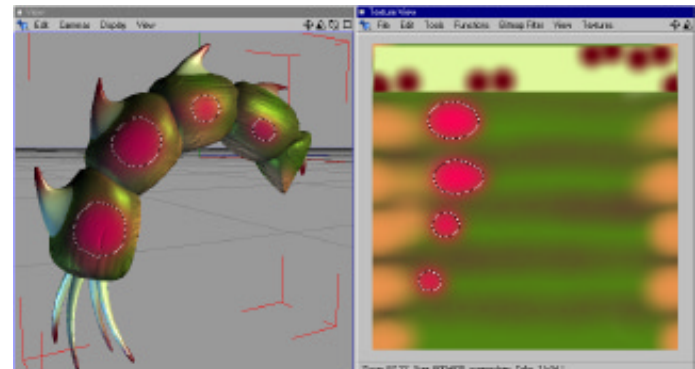 View
Edit Cameras Display View
Texture View
File Edit Tools Functions Bitmap Filter View Textures